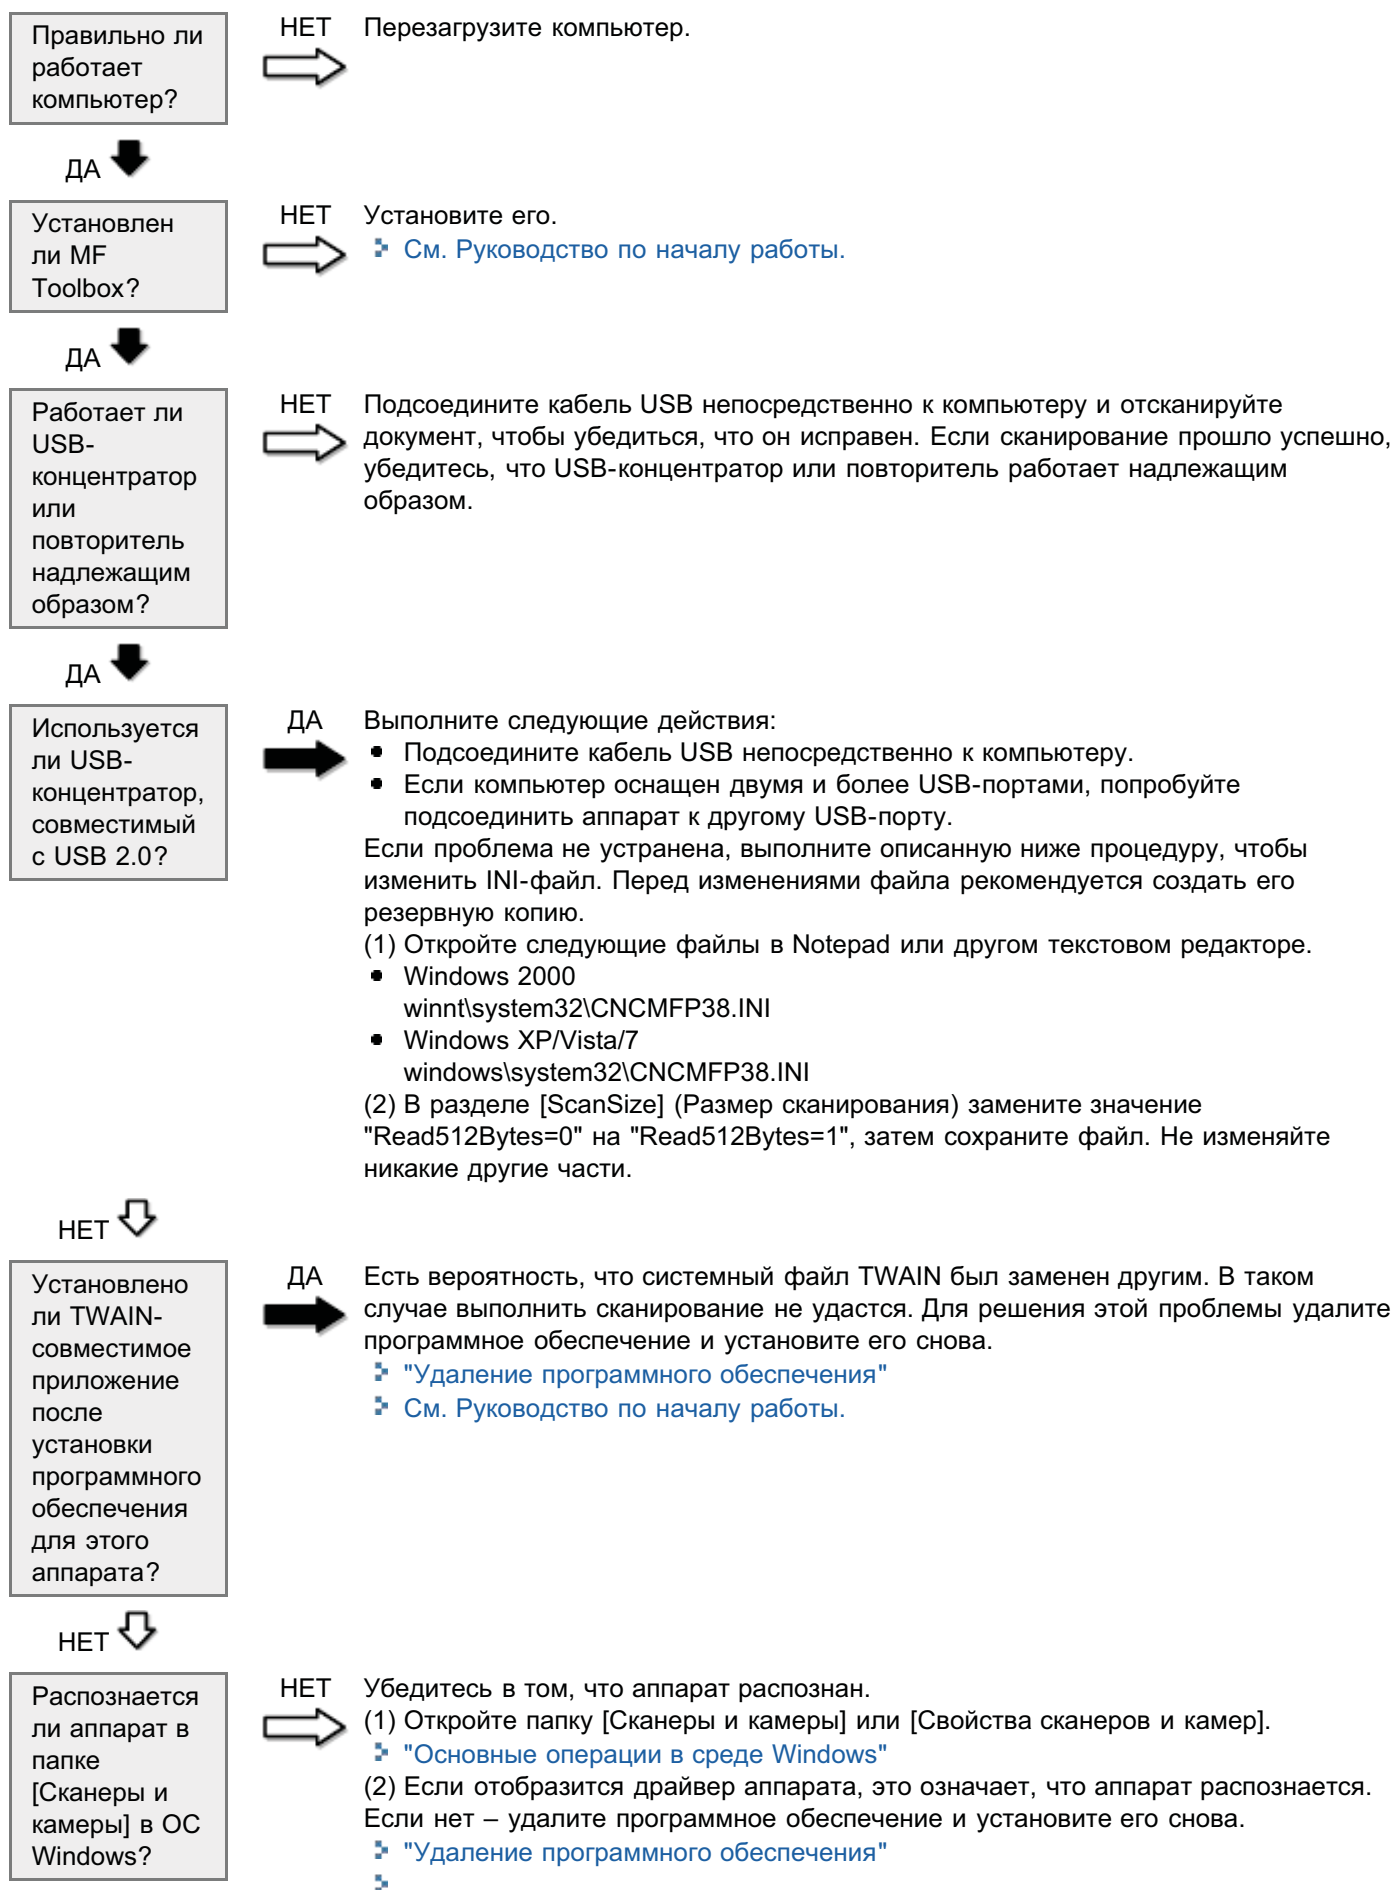 Правильно ли
работает
компьютер?
НЕТ
Перезагрузите компьютер.
ДА
Установлен
ли MF
Toolbox?
НЕТ
Установите его.
См. Руководство по началу работы.
ДА
Работает ли
USB-
концентратор
или
повторитель
надлежащим
образом?
НЕТ
Подсоедините кабель USB непосредственно к компьютеру и отсканируйте
документ, чтобы убедиться, что он исправен. Если сканирование прошло успешно,
убедитесь, что USB-концентратор или повторитель работает надлежащим
образом.
ДА
Используется
ли USB-
концентратор,
совместимый
с USB 2.0?
ДА
Выполните следующие действия:
Подсоедините кабель USB непосредственно к компьютеру.
Если компьютер оснащен двумя и более USB-портами, попробуйте
подсоединить аппарат к другому USB-порту.
Если проблема не устранена, выполните описанную ниже процедуру, чтобы
изменить INI-файл. Перед изменениями файла рекомендуется создать его
резервную копию.
(1) Откройте следующие файлы в Notepad или другом текстовом редакторе.
Windows 2000
winnt\system32\CNCMFP38.INI
Windows XP/Vista/7
windows\system32\CNCMFP38.INI
(2) В разделе [ScanSize] (Размер сканирования) замените значение
"Read512Bytes=0" на "Read512Bytes=1", затем сохраните файл. Не изменяйте
никакие другие части.
НЕТ
Установлено
ли TWAIN-
совместимое
приложение
после
установки
программного
обеспечения
для этого
аппарата?
ДА
Есть вероятность, что системный файл TWAIN был заменен другим. В таком
случае выполнить сканирование не удастся. Для решения этой проблемы удалите
программное обеспечение и установите его снова.
"Удаление программного обеспечения"
См. Руководство по началу работы.
НЕТ
Распознается
ли аппарат в
папке
[Сканеры и
камеры] в ОС
Windows?
НЕТ
Убедитесь в том, что аппарат распознан.
(1) Откройте папку [Сканеры и камеры] или [Свойства сканеров и камер].
"Основные операции в среде Windows"
(2) Если отобразится драйвер аппарата, это означает, что аппарат распознается.
Если нет – удалите программное обеспечение и установите его снова.
"Удаление программного обеспечения"